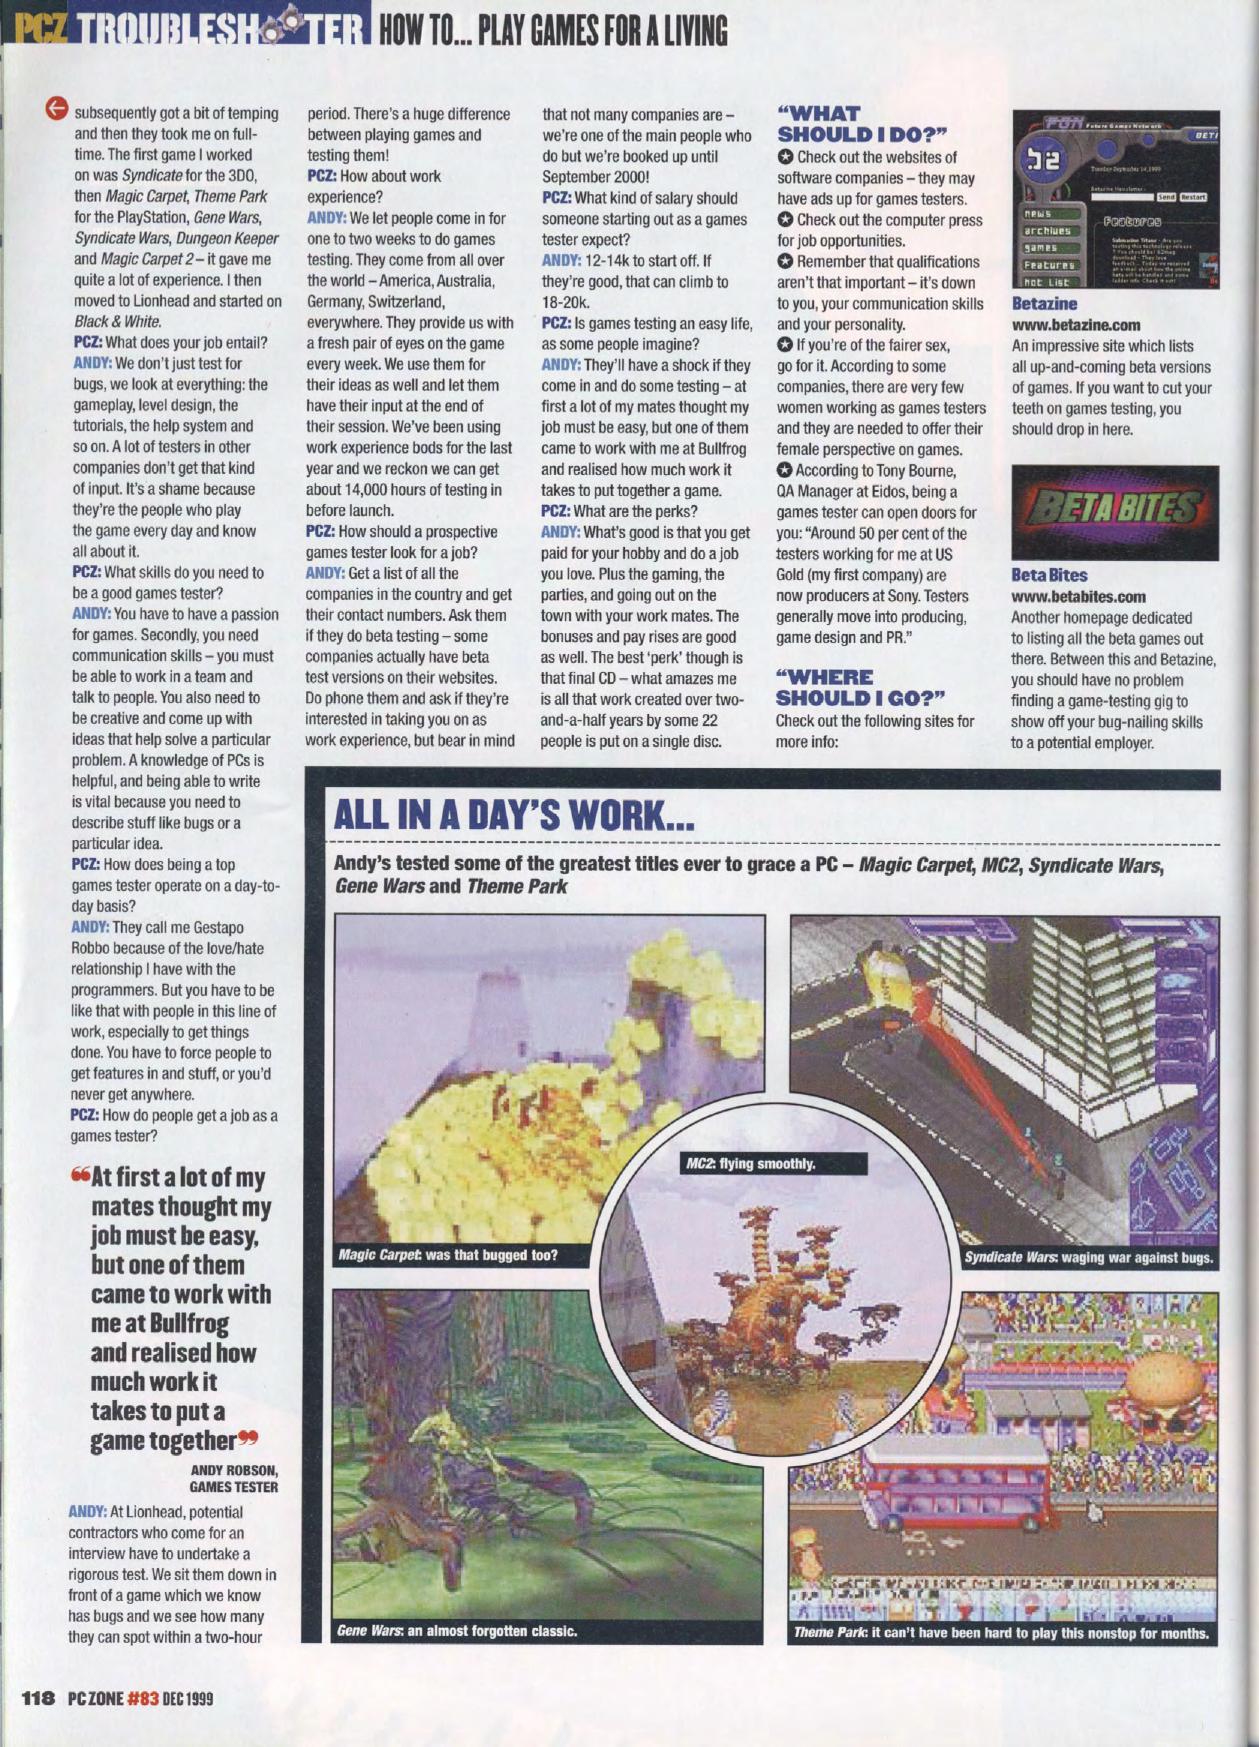 PCZ TROUBLESHOOTER HOW TO... PLAY GAMES FOR A LIVING
subsequently got a bit of temping
and then they took me on full-
time. The first game I worked
on was Syndicate for the 3DO,
then Magic Carpet, Theme Park
for the PlayStation, Gene Wars,
Syndicate Wars, Dungeon Keeper
and Magic Carpet 2 – it gave me
quite a lot of experience. I then
moved to Lionhead and started on
Black & White.
PCZ: What does your job entail?
ANDY: We don't just test for
bugs, we look at everything: the
gameplay, level design, the
tutorials, the help system and
so on. A lot of testers in other
companies don't get that kind
of input. It's a shame because
they're the people who play
the game every day and know
all about it.
PCZ: What skills do you need to
be a good games tester?
ANDY: You have to have a passion
for games. Secondly, you need
communication skills – you must
be able to work in a team and
talk to people. You also need to
be creative and come up with
ideas that help solve a particular
problem. A knowledge of PCs is
helpful, and being able to write
is vital because you need to
describe stuff like bugs or a
particular idea.
PCZ: How does being a top
games tester operate on a day-to-
day basis?
ANDY: They call me Gestapo
Robbo because of the love/hate
relationship I have with the
programmers. But you have to be
like that with people in this line of
work, especially to get things
done. You have to force people to
get features in and stuff, or you'd
never get anywhere.
PCZ: How do people get a job as a
games tester?
“At first a lot of my
mates thought my
job must be easy,
but one of them
came to work with
me at Bullfrog
and realised how
much work it
takes to put a
game together”
ANDY ROBSON,
GAMES TESTER
ANDY: At Lionhead, potential
contractors who come for an
interview have to undertake a
rigorous test. We sit them down in
front of a game which we know
has bugs and we see how many
they can spot within a two-hour
period. There's a huge difference
between playing games and
testing them!
PCZ: How about work
experience?
ANDY: We let people come in for
one to two weeks to do games
testing. They come from all over
the world – America, Australia,
Germany, Switzerland,
everywhere. They provide us with
a fresh pair of eyes on the game
every week. We use them for
their ideas as well and let them
have their input at the end of
their session. We've been using
work experience bods for the last
year and we reckon we can get
about 14,000 hours of testing in
before launch.
PCZ: How should a prospective
games tester look for a job?
ANDY: Get a list of all the
companies in the country and get
their contact numbers. Ask them
if they do beta testing – some
companies actually have beta
test versions on their websites.
Do phone them and ask if they're
interested in taking you on as
work experience, but bear in mind
that not many companies are –
we're one of the main people who
do but we're booked up until
September 2000!
PCZ: What kind of salary should
someone starting out as a games
tester expect?
ANDY: 12-14k to start off. If
they're good, that can climb to
18-20k.
PCZ: Is games testing an easy life,
as some people imagine?
ANDY: They'll have a shock if they
come in and do some testing – at
first a lot of my mates thought my
job must be easy, but one of them
came to work with me at Bullfrog
and realised how much work it
takes to put together a game.
PCZ: What are the perks?
ANDY: What's good is that you get
paid for your hobby and do a job
you love. Plus the gaming, the
parties, and going out on the
town with your work mates. The
bonuses and pay rises are good
as well. The best 'perk' though is
that final CD – what amazes me
is all that work created over two-
and-a-half years by some 22
people is put on a single disc.
“WHAT
SHOULD I DO?”
Check out the websites of
software companies – they may
have ads up for games testers.
Check out the computer press
for job opportunities.
Remember that qualifications
aren't that important – it's down
to you, your communication skills
and your personality.
If you're of the fairer sex,
go for it. According to some
companies, there are very few
women working as games testers
and they are needed to offer their
female perspective on games.
According to Tony Bourne,
QA Manager at Eidos, being a
games tester can open doors for
you: “Around 50 per cent of the
testers working for me at US
Gold (my first company) are
now producers at Sony. Testers
generally move into producing,
game design and PR.”
“WHERE
SHOULD I GO?”
Check out the following sites for
more info:
FGN Future Games Network
BETI
Tuesday September 14, 1999
Betazine Newsletter
Send Restart
news
archives
games
Features
hot List
Features
Betazine
www.betazine.com
An impressive site which lists
all up-and-coming beta versions
of games. If you want to cut your
teeth on games testing, you
should drop in here.
BETA BITES
Beta Bites
www.betabites.com
Another homepage dedicated
to listing all the beta games out
there. Between this and Betazine,
you should have no problem
finding a game-testing gig to
show off your bug-nailing skills
to a potential employer.
ALL IN A DAY'S WORK...
Andy's tested some of the greatest titles ever to grace a PC – Magic Carpet, MC2, Syndicate Wars,
Gene Wars and Theme Park
MC2: flying smoothly.
Magic Carpet: was that bugged too?
Syndicate Wars: waging war against bugs.
Gene Wars: an almost forgotten classic.
Theme Park: it can't have been hard to play this nonstop for months.
118 PCZONE #83 DEC 1999